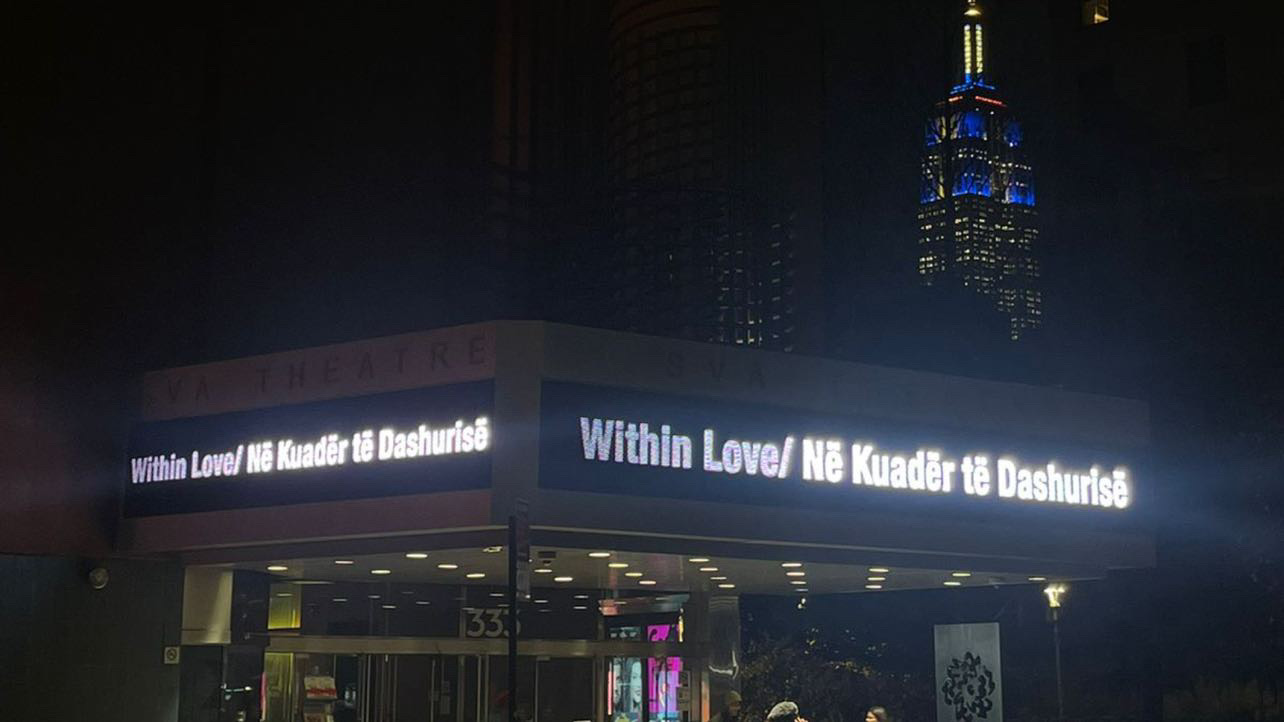 SVA THEATRE
Within Love/ Në Kuadër të Dashurisë
SVA
Within Love/ Në Kuadër të Dashurisë
333